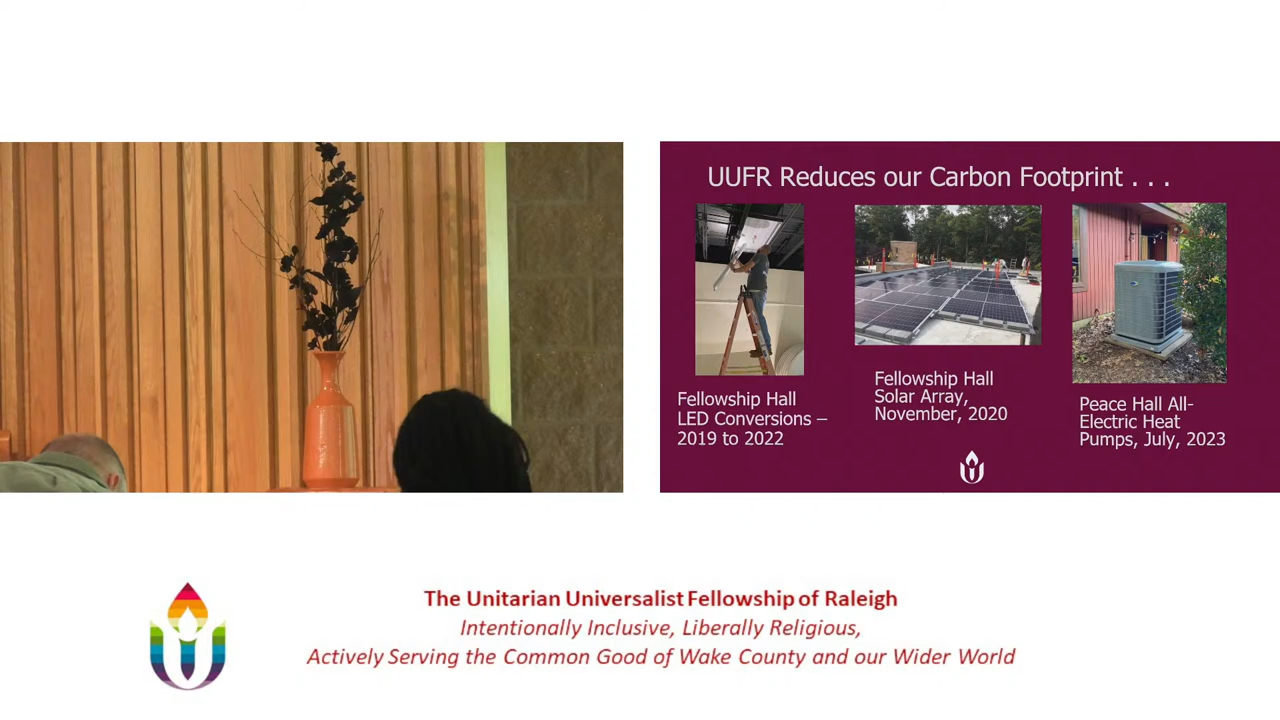 UUFR Reduces our Carbon Footprint . . .
Fellowship Hall
LED Conversions –
2019 to 2022
Fellowship Hall
Solar Array,
November, 2020
Peace Hall All-
Electric Heat
Pumps, July, 2023
The Unitarian Universalist Fellowship of Raleigh
Intentionally Inclusive, Liberally Religious,
Actively Serving the Common Good of Wake County and our Wider World